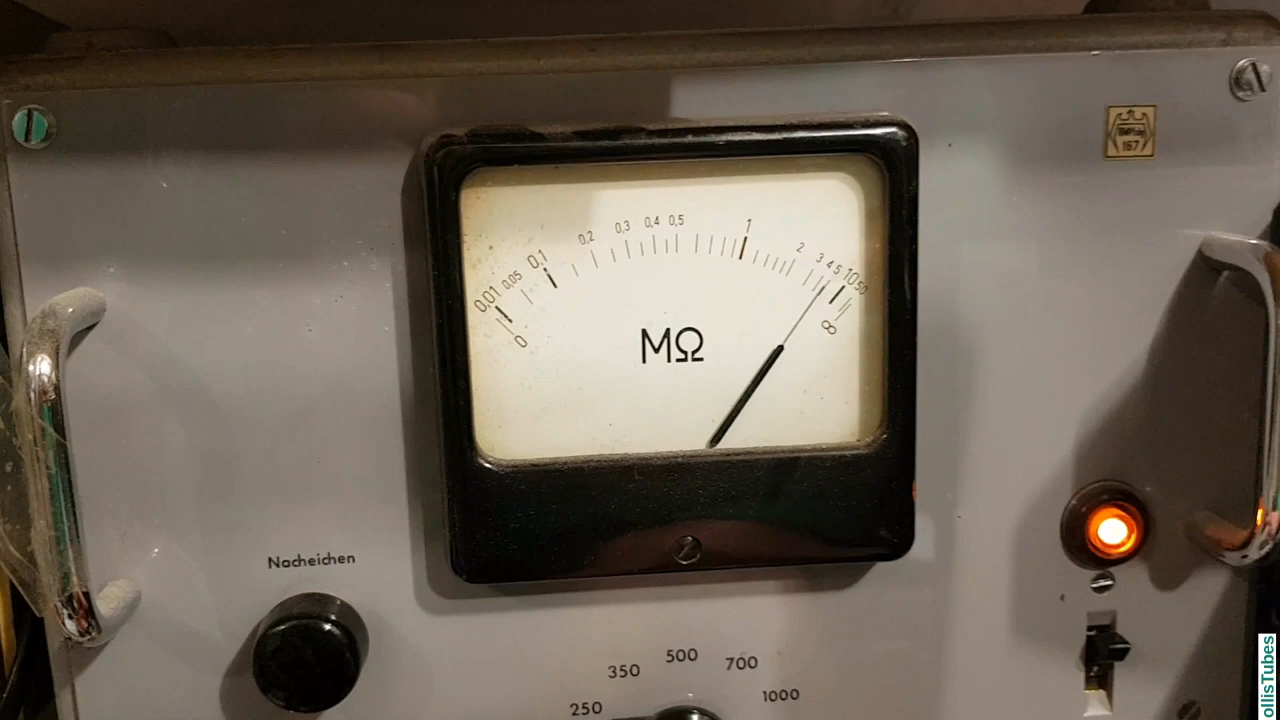 0,01 0,05 0,1 0,2 0,3 0,4 0,5 1 2 3 4 5 10 50
0 ∞
MΩ
167
Nacheichen
250 350 500 700 1000
ollisTubes